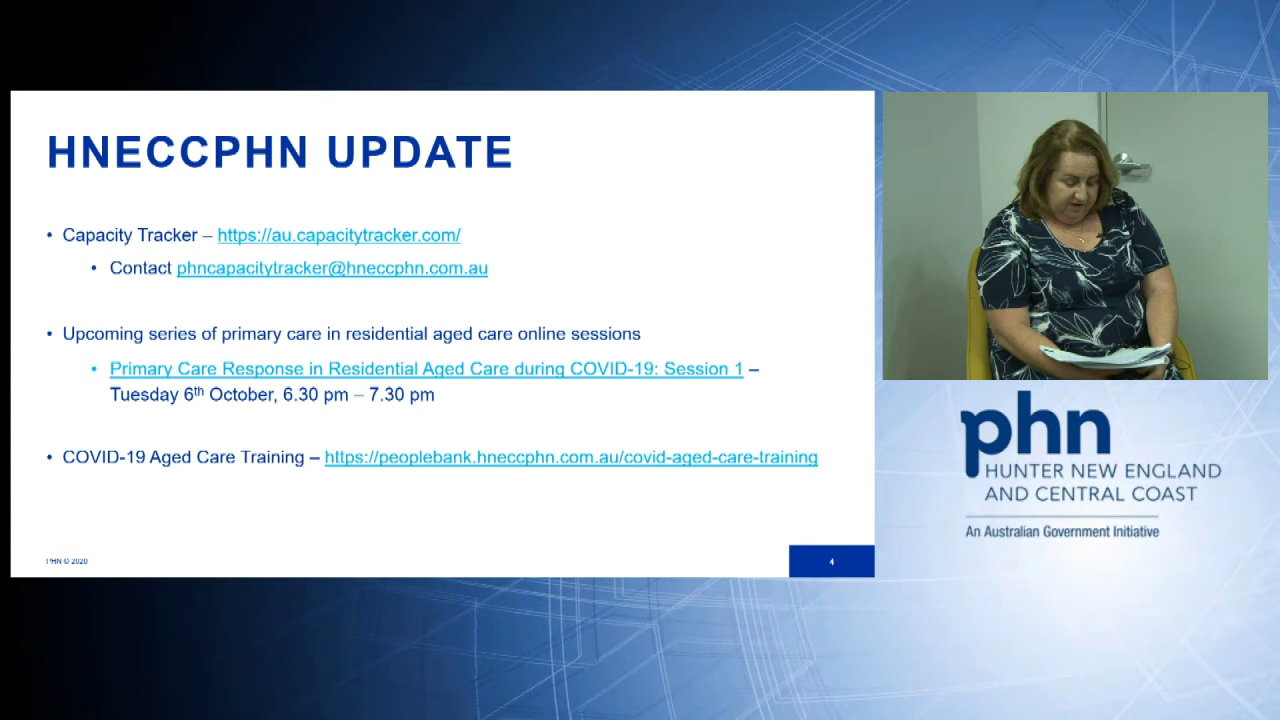 HNECCPHN UPDATE
• Capacity Tracker – https://au.capacitytracker.com/
• Contact phncapacitytracker@hneccphn.com.au
• Upcoming series of primary care in residential aged care online sessions
• Primary Care Response in Residential Aged Care during COVID-19: Session 1 –
Tuesday 6th October, 6.30 pm – 7.30 pm
• COVID-19 Aged Care Training – https://peoplebank.hneccphn.com.au/covid-aged-care-training
PHN © 2020
4
phn
HUNTER NEW ENGLAND
AND CENTRAL COAST
An Australian Government Initiative